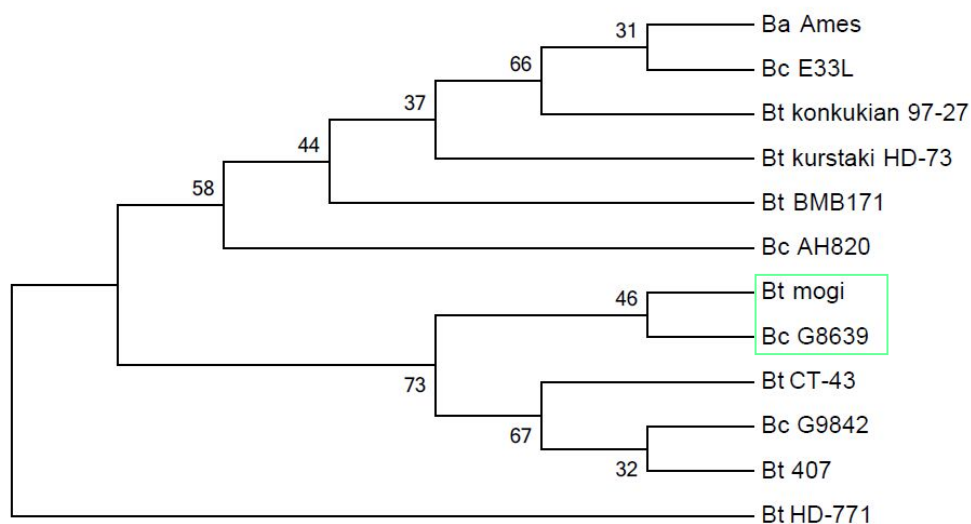 Ba Ames
31
Bc E33L
66
Bt konkukian 97-27
37
Bt kurstaki HD-73
44
Bt BMB171
58
Bc AH820
Bt mogi
46
Bc G8639
Bt CT-43
73
Bc G9842
67
Bt 407
32
Bt HD-771